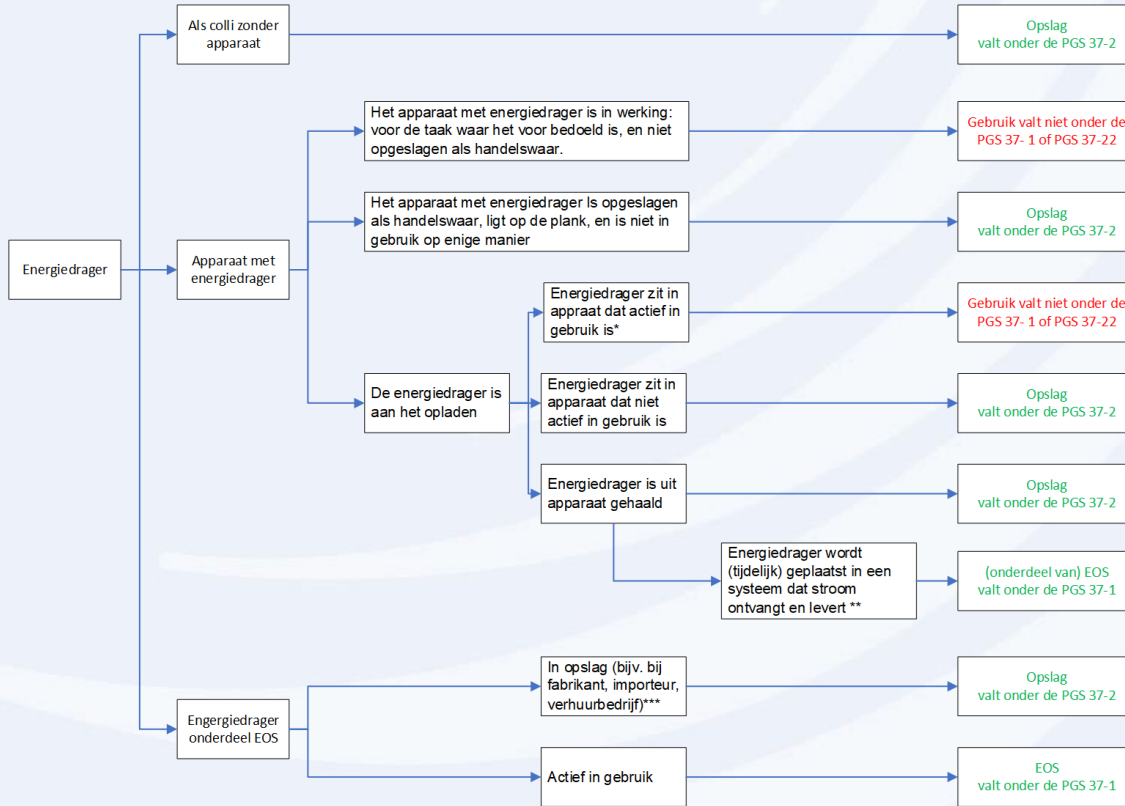 Als colli zonder
apparaat
Opslag
valt onder de PGS 37-2
Het apparaat met energiedrager is in werking:
voor de taak waar het voor bedoeld is, en niet
opgeslagen als handelswaar.
Gebruik valt niet onder de
PGS 37- 1 of PGS 37-22
Het apparaat met energiedrager Is opgeslagen
als handelswaar, ligt op de plank, en is niet in
gebruik op enige manier
Opslag
valt onder de PGS 37-2
Energiedrager
Apparaat met
energiedrager
Energiedrager zit in
appraat dat actief in
gebruik is*
Gebruik valt niet onder de
PGS 37- 1 of PGS 37-22
De energiedrager is
aan het opladen
Energiedrager zit in
apparaat dat niet
actief in gebruik is
Opslag
valt onder de PGS 37-2
Energiedrager is uit
apparaat gehaald
Opslag
valt onder de PGS 37-2
Energiedrager wordt
(tijdelijk) geplaatst in een
systeem dat stroom
ontvangt en levert **
(onderdeel van) EOS
valt onder de PGS 37-1
Engergiedrager
onderdeel EOS
In opslag (bijv. bij
fabrikant, importeur,
verhuurbedrijf)***
Opslag
valt onder de PGS 37-2
Actief in gebruik
EOS
valt onder de PGS 37-1